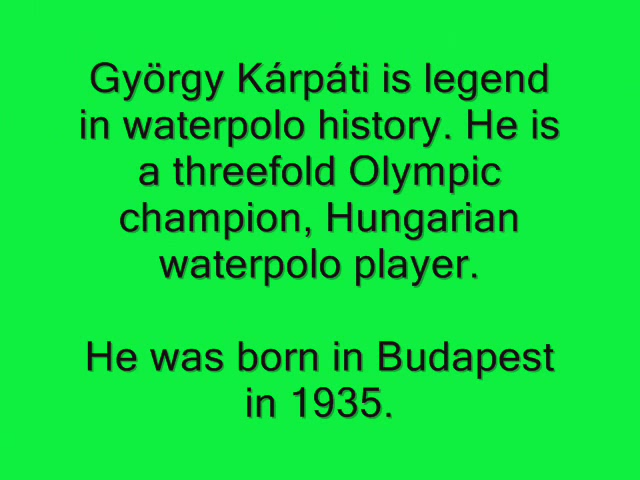 György Kárpáti is legend
in waterpolo history. He is
a threefold Olympic
champion, Hungarian
waterpolo player.
He was born in Budapest
in 1935.